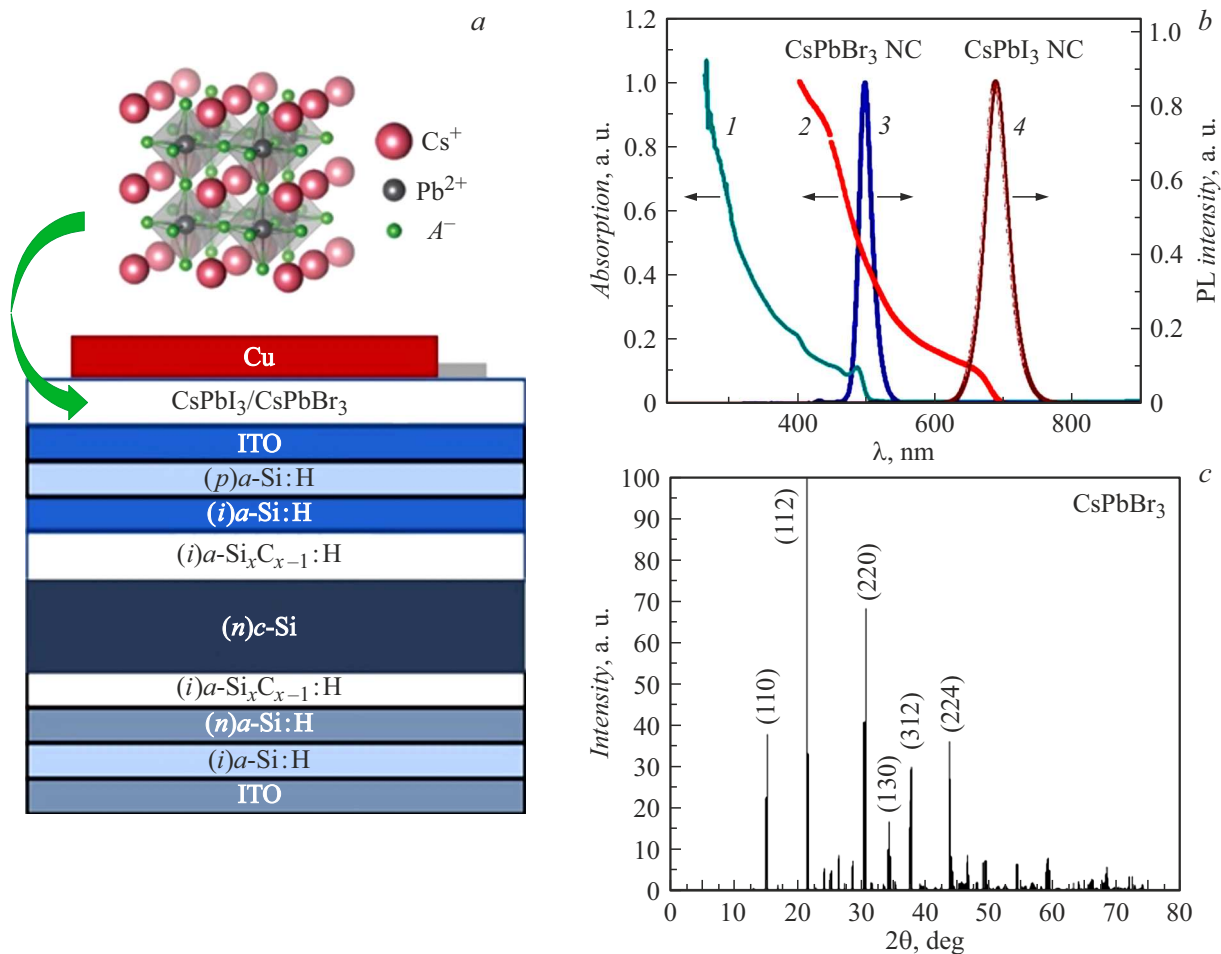 a
Cs⁺
Pb²⁺
A⁻
Cu
CsPbI₃/CsPbBr₃
ITO
(p)a-Si:H
(i)a-Si:H
(i)a-SiₓCₓ₋₁:H
(n)c-Si
(i)a-SiₓCₓ₋₁:H
(n)a-Si:H
(i)a-Si:H
ITO
b
CsPbBr₃ NC
CsPbI₃ NC
1
2
3
4
Absorption, a. u.
1.0
0.8
0.6
0.4
0.2
0
PL intensity, a. u.
1.0
0.8
0.6
0.4
0.2
0
400
600
800
λ, nm
c
CsPbBr₃
(110)
(112)
(220)
(130)
(312)
(224)
Intensity, a. u.
100
90
80
70
60
50
40
30
20
10
0
0
10
20
30
40
50
60
70
80
2θ, deg